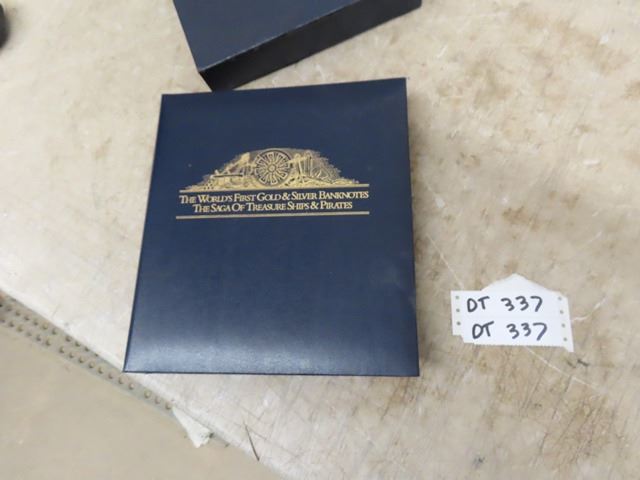 THE WORLD'S FIRST GOLD & SILVER BANKNOTES
THE SAGA OF TREASURE SHIPS & PIRATES
DT 337
DT 337